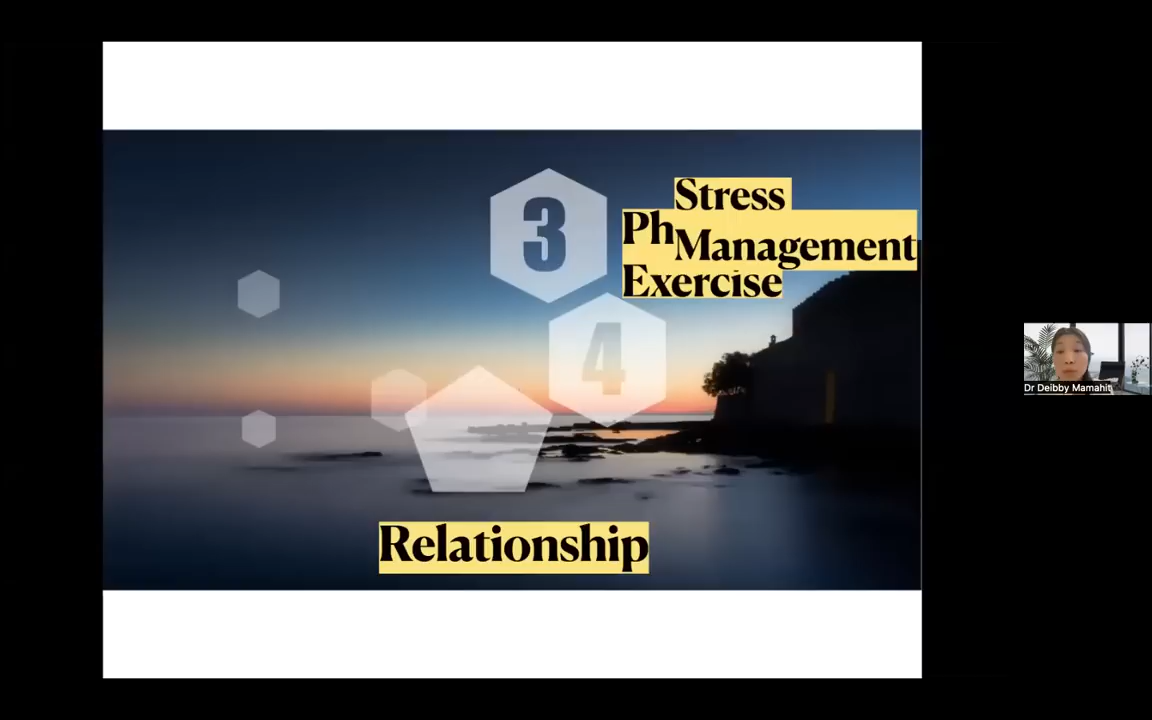 3
Stress
Ph
Management
Exercise
4
Relationship
Dr Deibby Mamahit